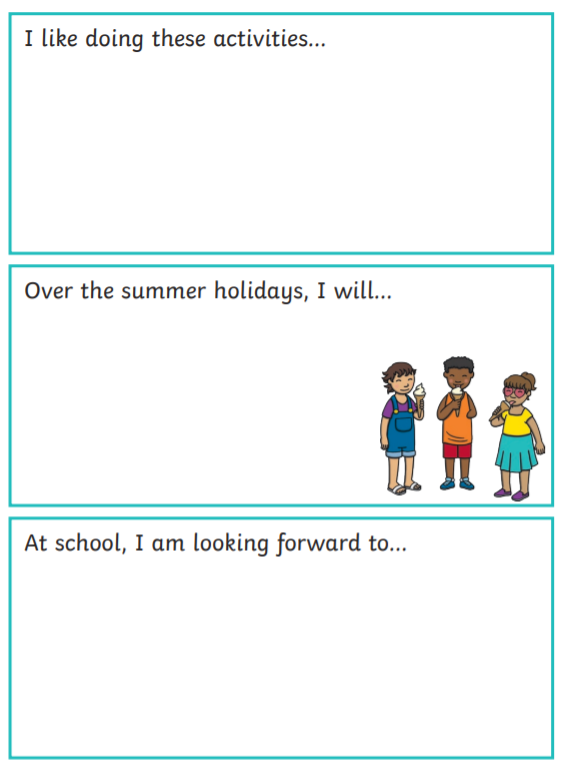 I like doing these activities...
Over the summer holidays, I will...
At school, I am looking forward to...